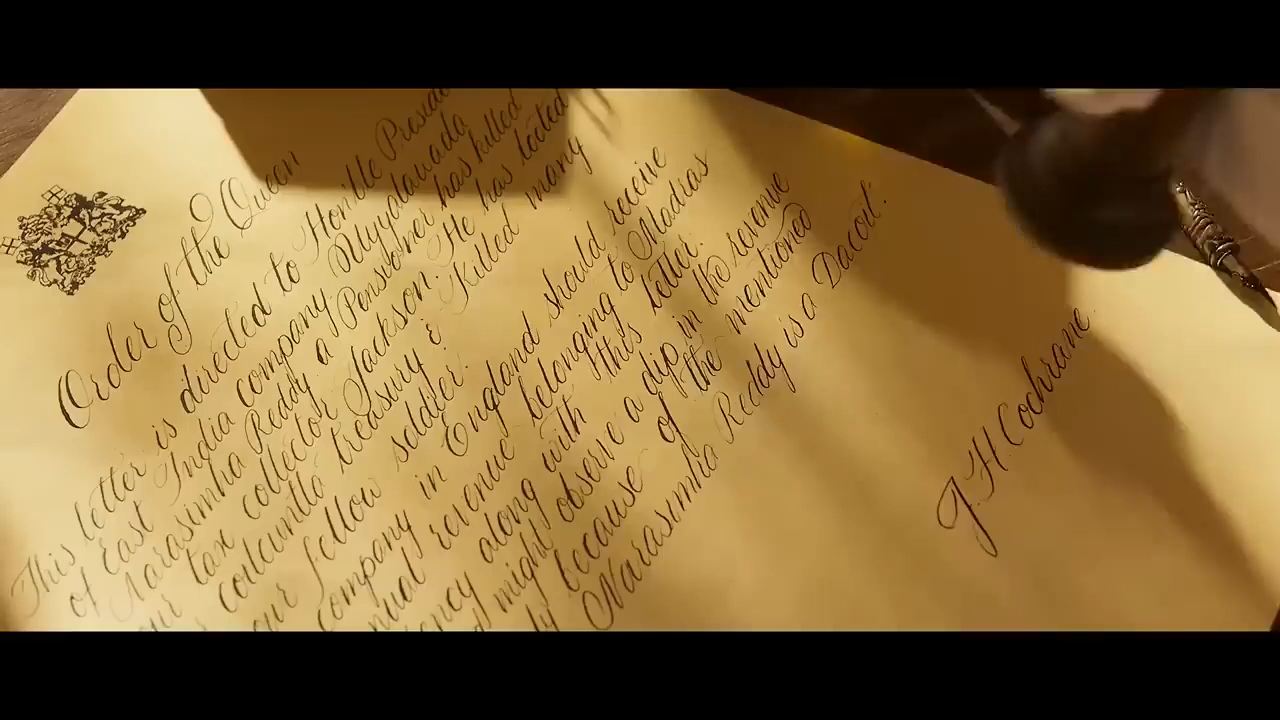 Order of the Queen
This letter is directed to Hon'ble
of East India company. Uyyalawada
Narasimha Reddy a Pensioner has killed
our tax collector Jackson. He has looted
coilcuntla treasury & killed many
our fellow soldier.
company in England should receive
revenue belonging to Madras
along with this letter.
might observe a dip in the revenue
because of the mentioned
Narasimha Reddy is a Dacoit.
J.H. Cochrane.